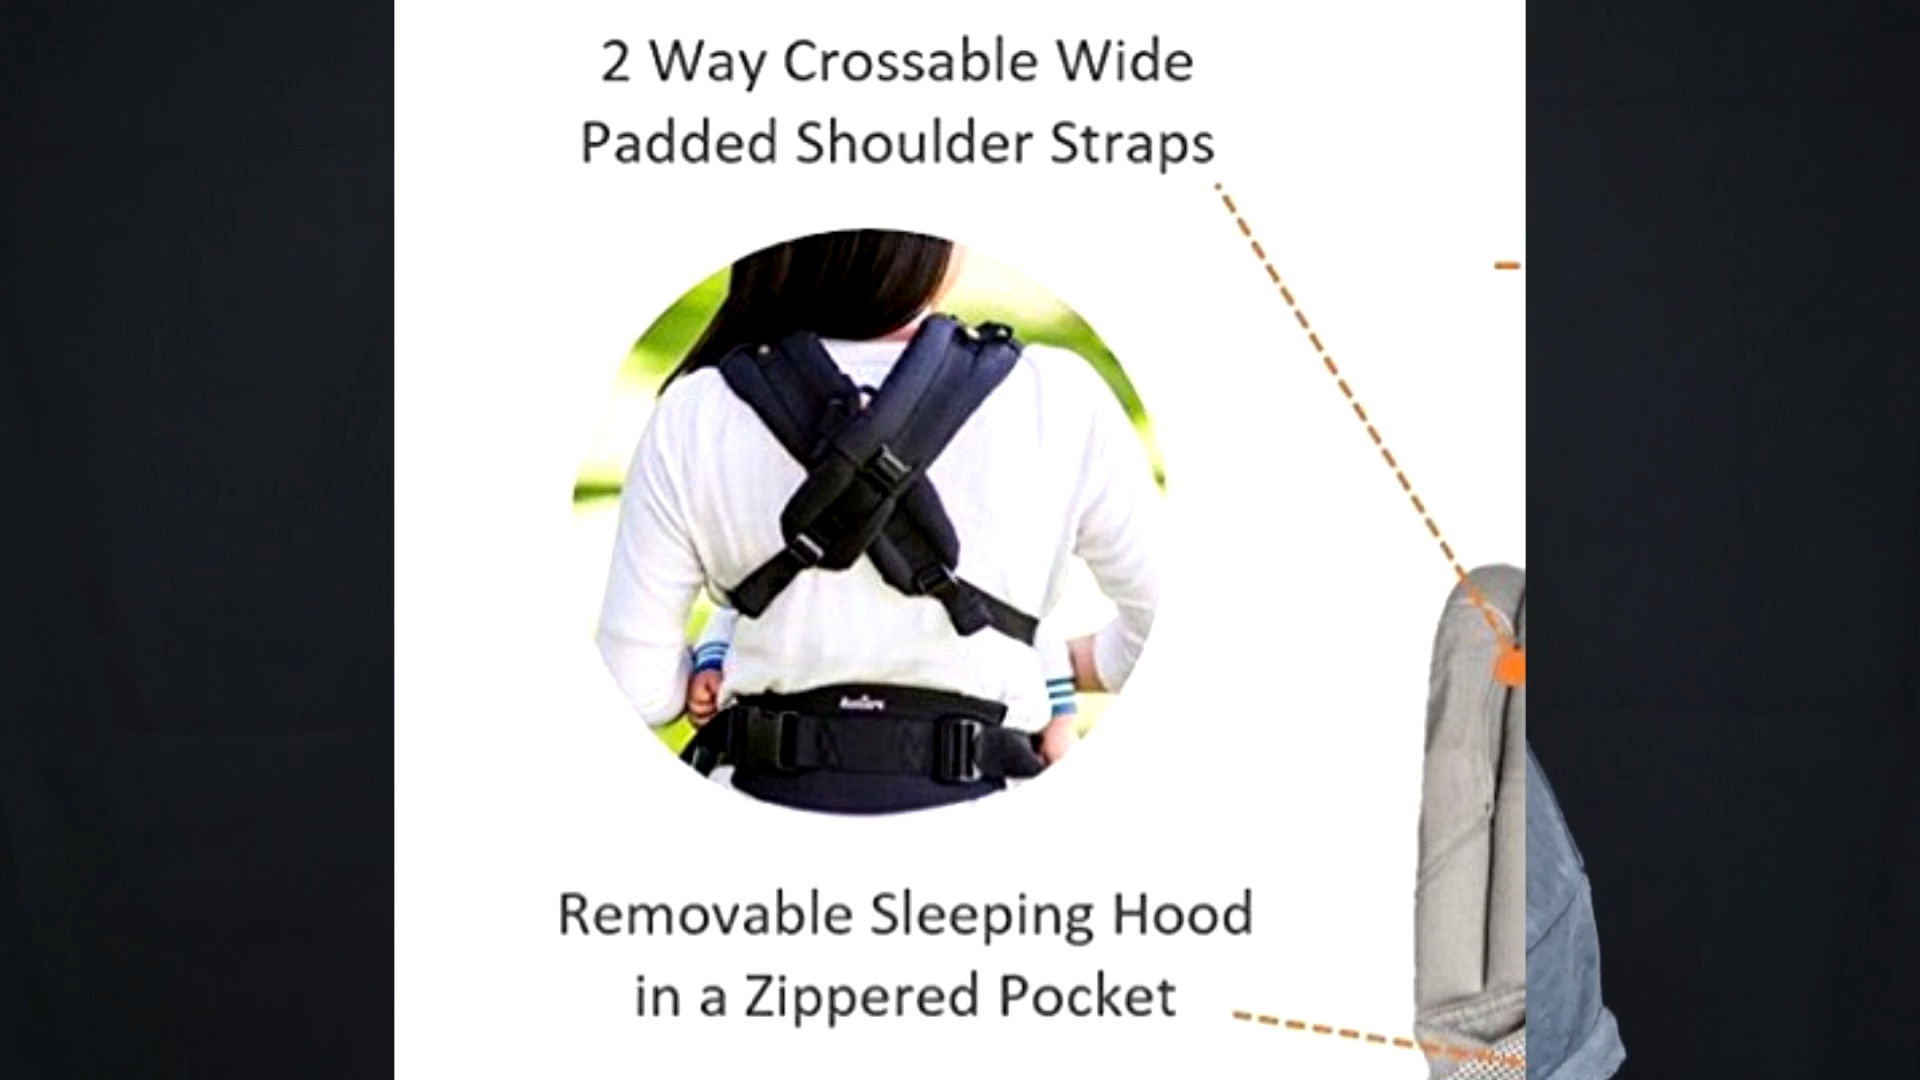 2 Way Crossable Wide
Padded Shoulder Straps
Removable Sleeping Hood
in a Zippered Pocket